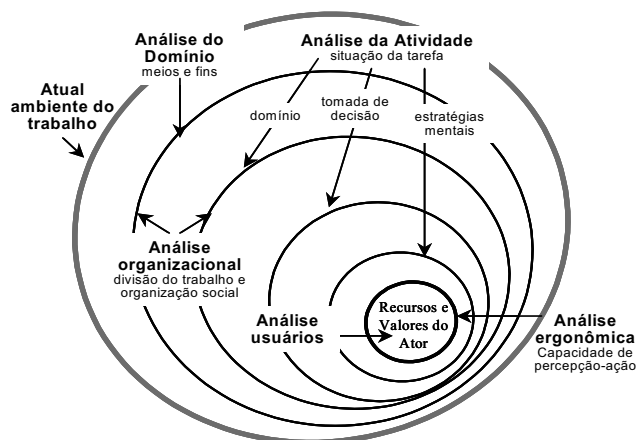 Análise do
Domínio
meios e fins
Análise da Atividade
situação da tarefa
Atual
ambiente do
trabalho
domínio
tomada de
decisão
estratégias
mentais
Análise
organizacional
divisão do trabalho e
organização social
Análise
usuários
Recursos e
Valores do
Ator
Análise
ergonômica
Capacidade de
percepção-ação